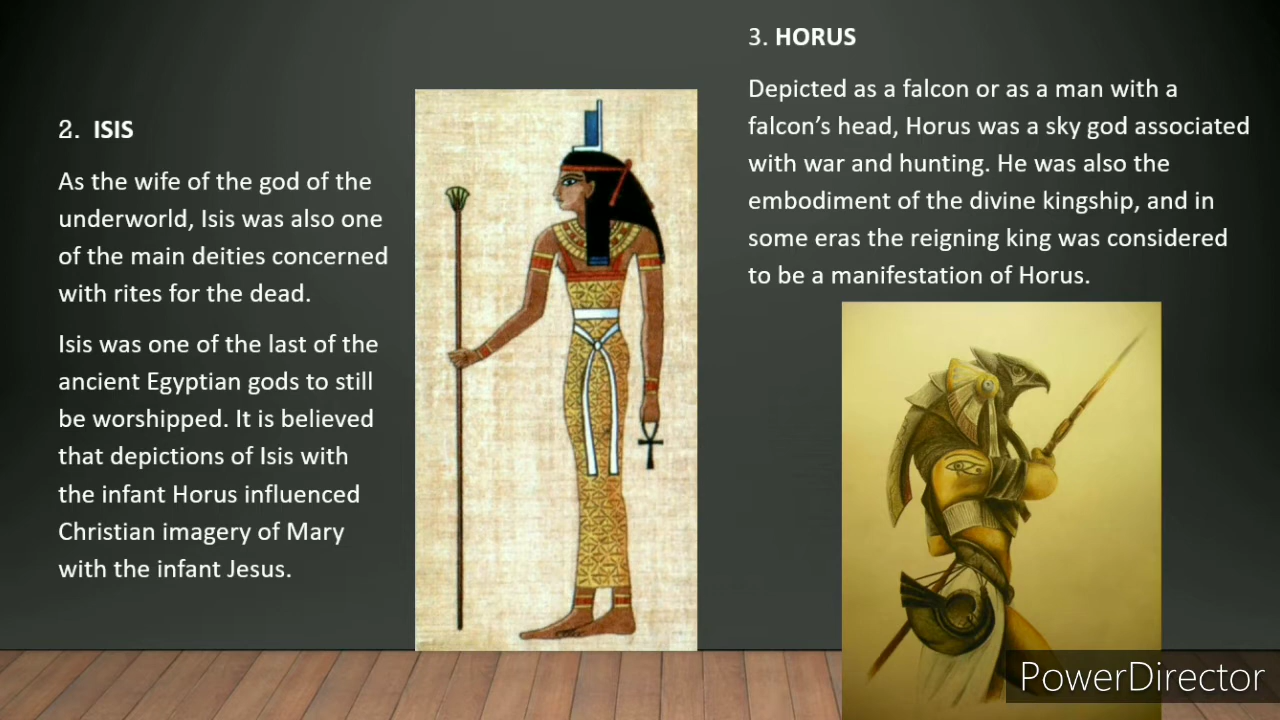 2. ISIS
As the wife of the god of the
underworld, Isis was also one
of the main deities concerned
with rites for the dead.
Isis was one of the last of the
ancient Egyptian gods to still
be worshipped. It is believed
that depictions of Isis with
the infant Horus influenced
Christian imagery of Mary
with the infant Jesus.
3. HORUS
Depicted as a falcon or as a man with a
falcon’s head, Horus was a sky god associated
with war and hunting. He was also the
embodiment of the divine kingship, and in
some eras the reigning king was considered
to be a manifestation of Horus.
PowerDirector